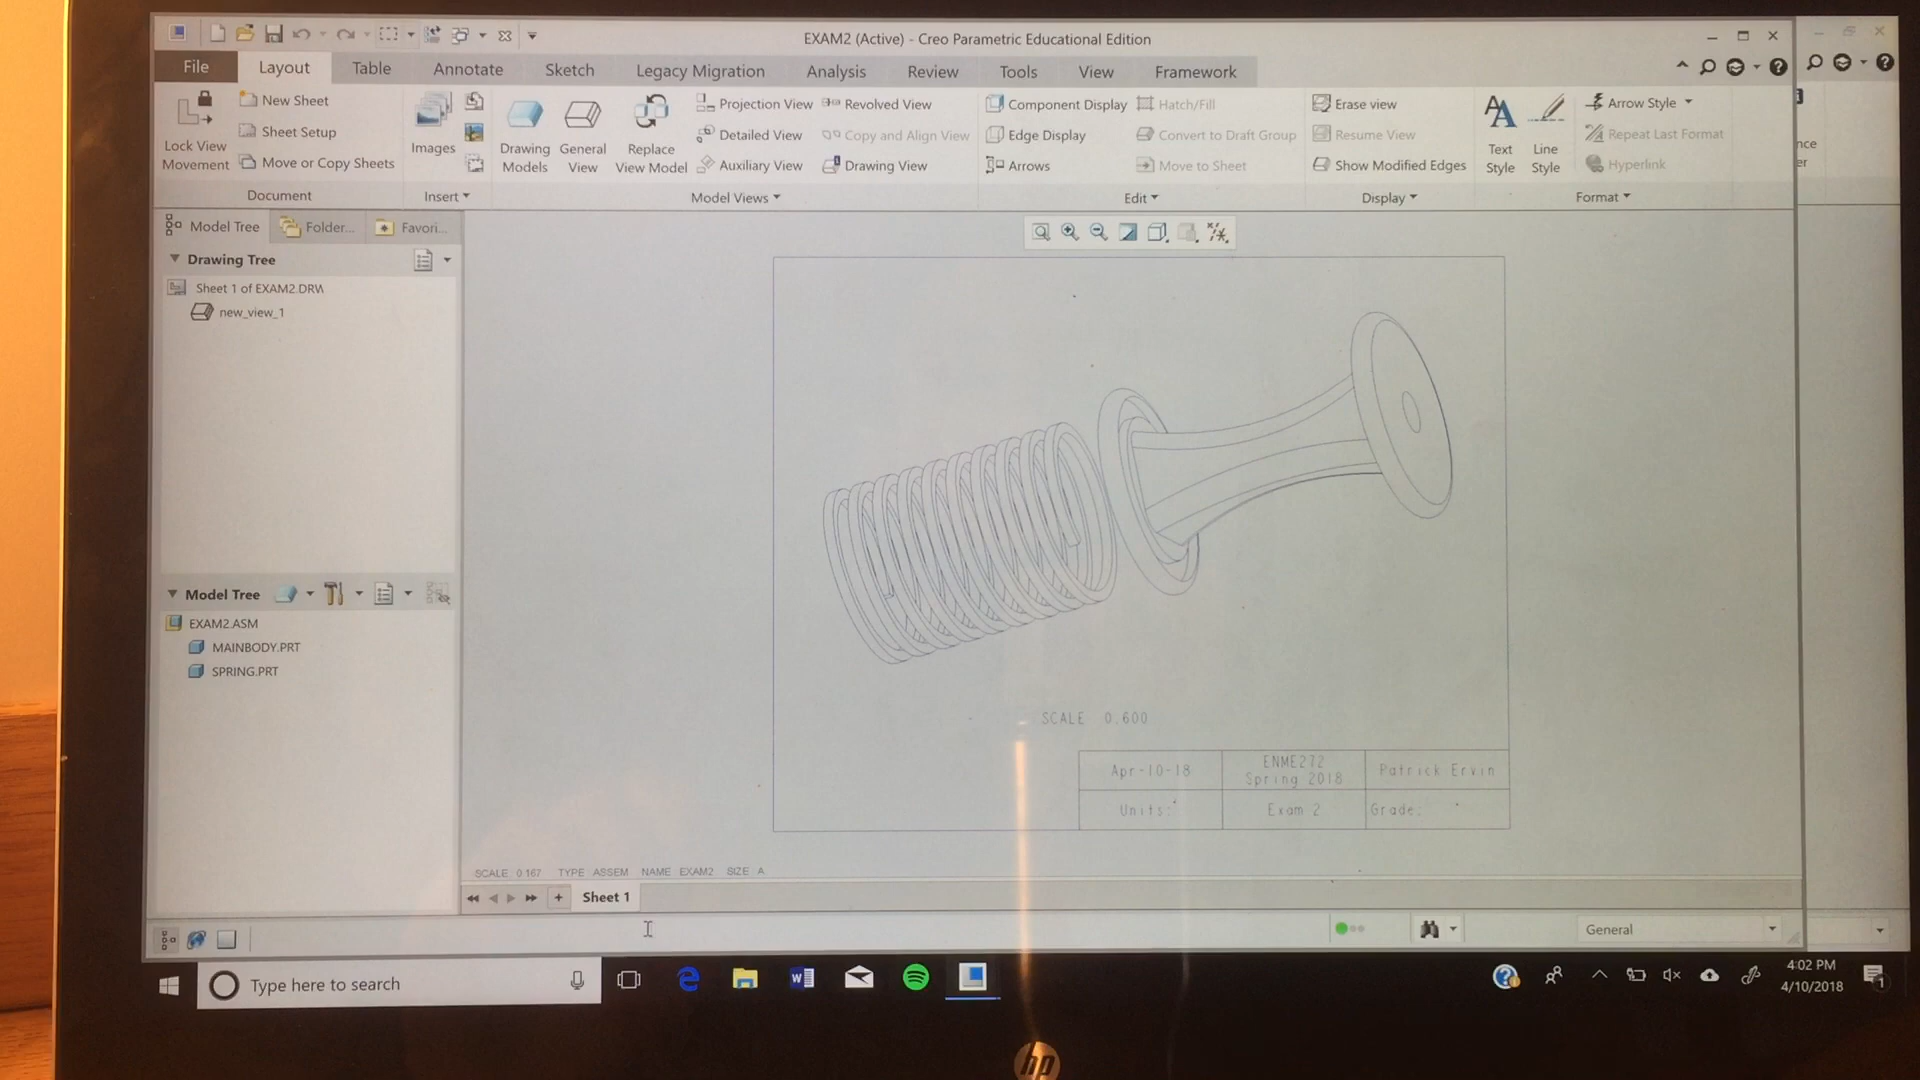 EXAM2 (Active) - Creo Parametric Educational Edition
File Layout Table Annotate Sketch Legacy Migration Analysis Review Tools View Framework
Lock View Movement
New Sheet
Sheet Setup
Move or Copy Sheets
Document
Images
Insert
Drawing Models
General View
Replace View Model
Projection View
Detailed View
Auxiliary View
Revolved View
Copy and Align View
Drawing View
Model Views
Component Display
Edge Display
Arrows
Hatch/Fill
Convert to Draft Group
Move to Sheet
Edit
Erase view
Resume View
Show Modified Edges
Display
Text Style
Line Style
Arrow Style
Repeat Last Format
Hyperlink
Format
nce
er
Model Tree Folder... Favori...
Drawing Tree
Sheet 1 of EXAM2.DRW
new_view_1
Model Tree
EXAM2.ASM
MAINBODY.PRT
SPRING.PRT
SCALE 0.600
Apr-10-18 ENME272 Spring 2018 Patrick Ervin
Units: Exam 2 Grade:
SCALE 0.167 TYPE ASSEM NAME EXAM2 SIZE A
Sheet 1
General
Type here to search
4:02 PM
4/10/2018
1
hp